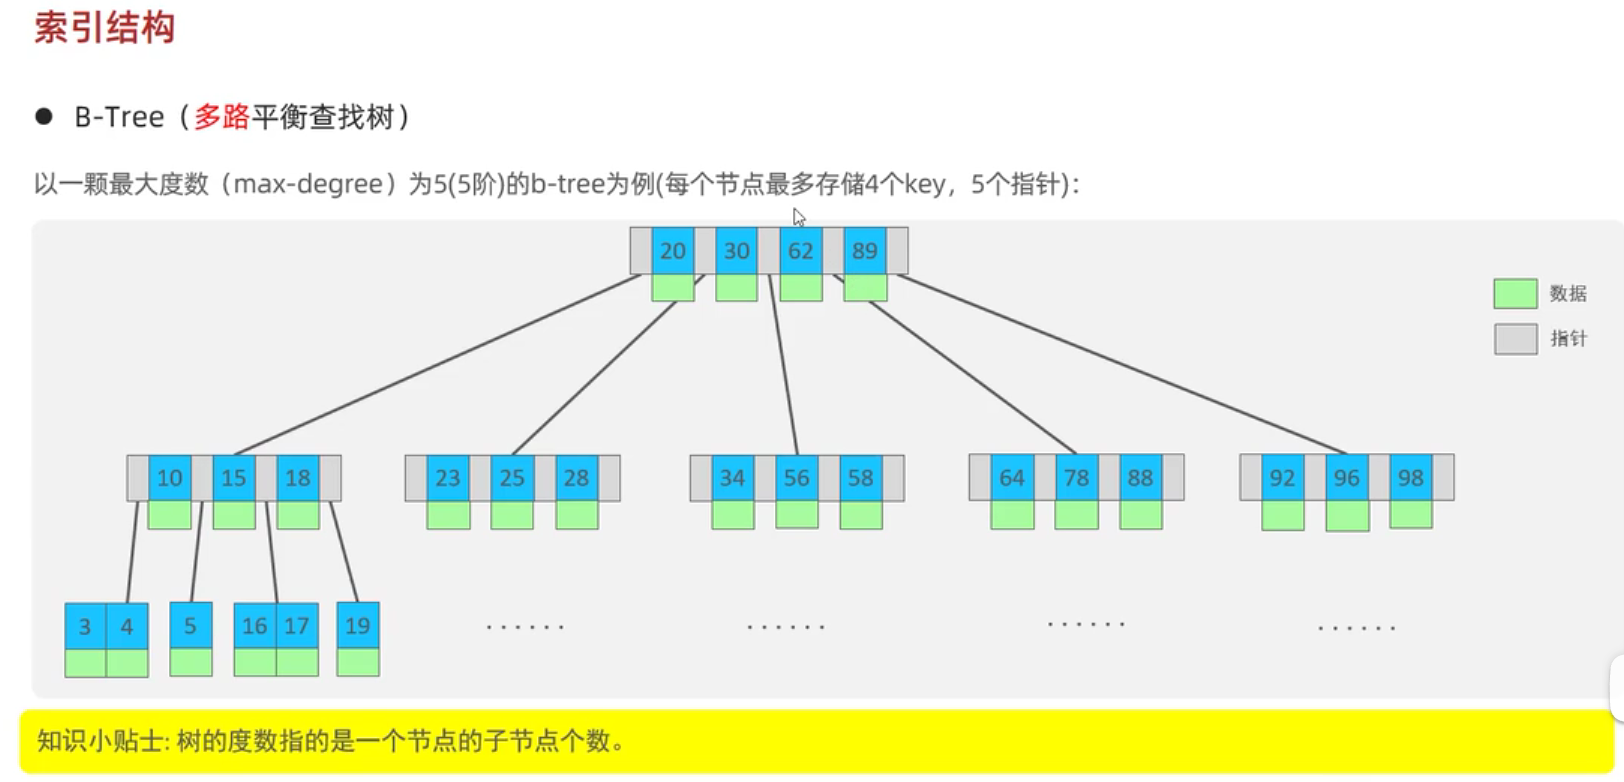 索引结构
● B-Tree（多路平衡查找树）
以一颗最大度数（max-degree）为5(5阶)的b-tree为例(每个节点最多存储4个key，5个指针)：
20 30 62 89
数据
指针
10 15 18 23 25 28 34 56 58 64 78 88 92 96 98
3 4 5 16 17 19 ...... ...... ...... ......
知识小贴士: 树的度数指的是一个节点的子节点个数。